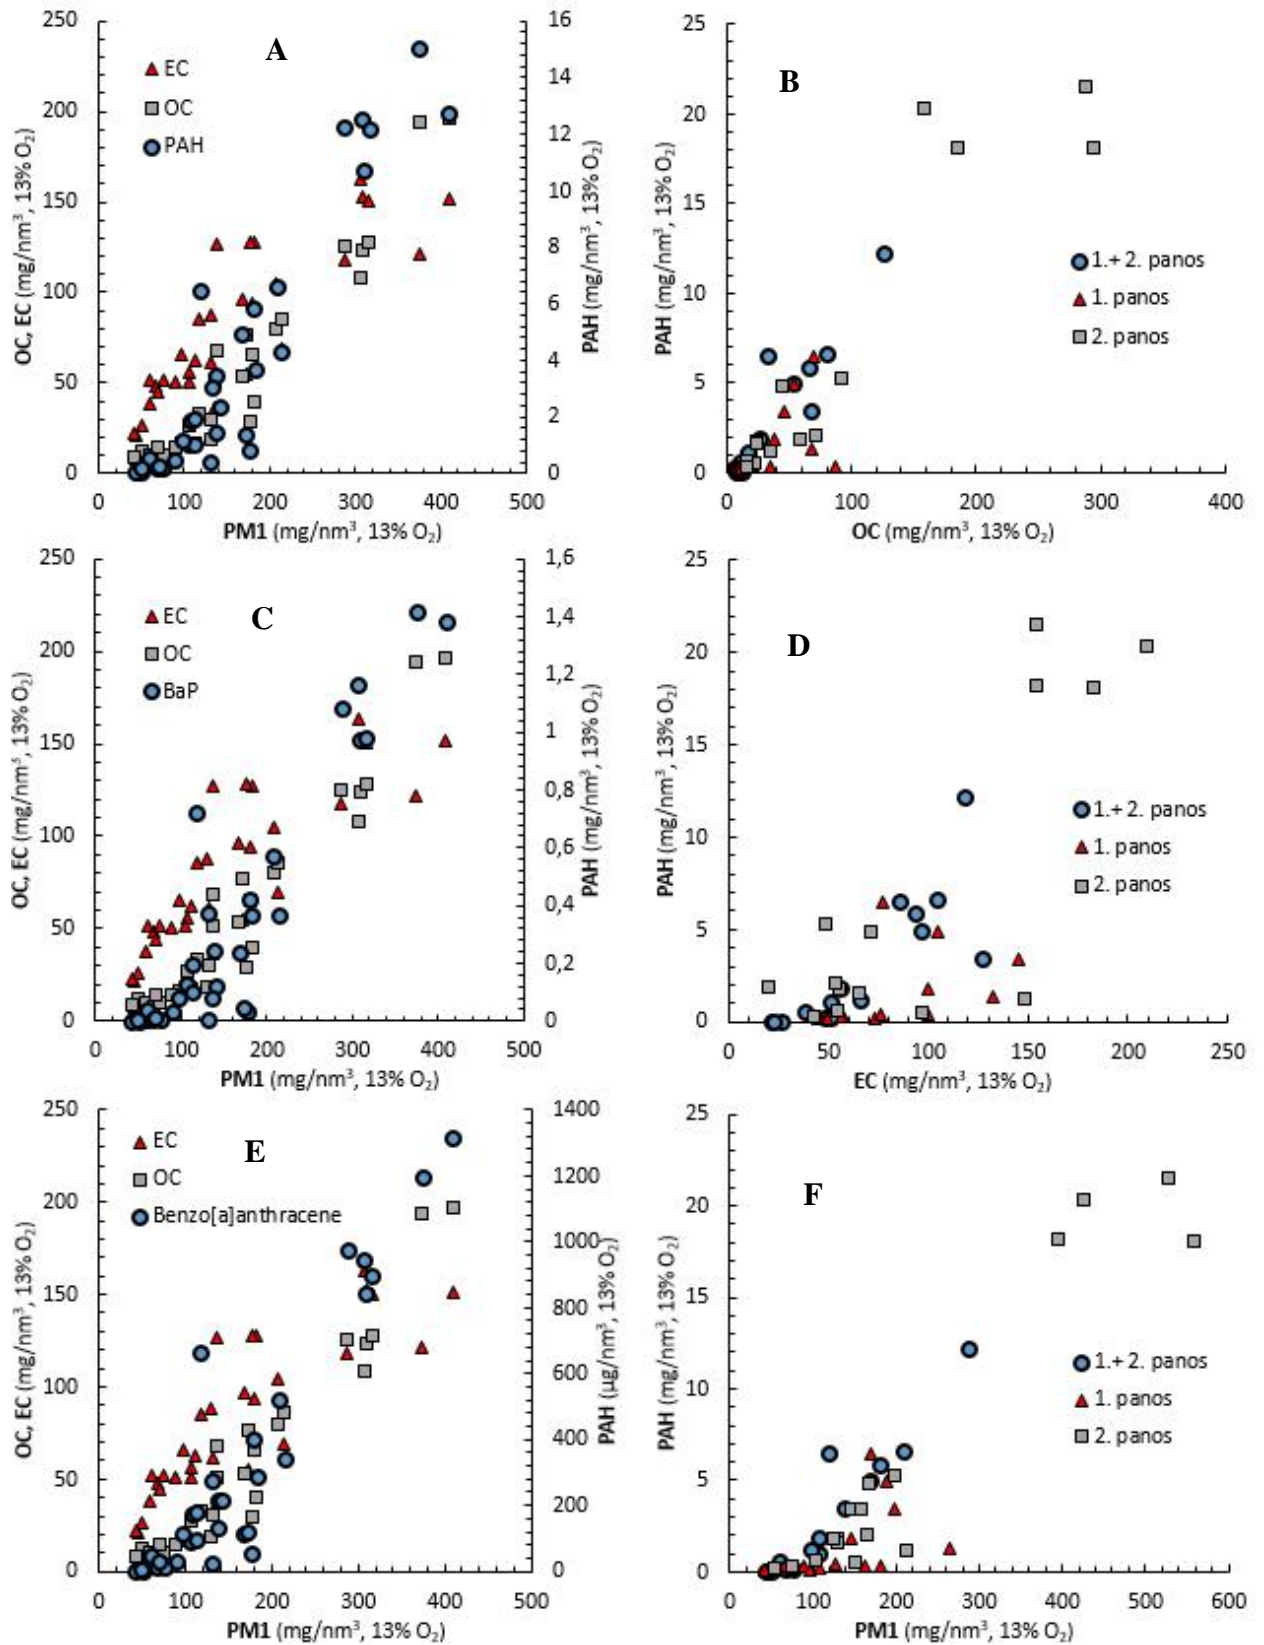 A
EC
OC
PAH
OC, EC (mg/nm³, 13% O₂)
250
200
150
100
50
0
PAH (mg/nm³, 13% O₂)
16
14
12
10
8
6
4
2
0
0 100 200 300 400 500
PM1 (mg/nm³, 13% O₂)
B
PAH (mg/nm³, 13% O₂)
25
20
15
10
5
0
1.+ 2. panos
1. panos
2. panos
0 100 200 300 400
OC (mg/nm³, 13% O₂)
C
EC
OC
BaP
OC, EC (mg/nm³, 13% O₂)
250
200
150
100
50
0
PAH (mg/nm³, 13% O₂)
1,6
1,4
1,2
1
0,8
0,6
0,4
0,2
0
0 100 200 300 400 500
PM1 (mg/nm³, 13% O₂)
D
PAH (mg/nm³, 13% O₂)
25
20
15
10
5
0
1.+ 2. panos
1. panos
2. panos
0 50 100 150 200 250
EC (mg/nm³, 13% O₂)
E
EC
OC
Benzo[a]anthracene
OC, EC (mg/nm³, 13% O₂)
250
200
150
100
50
0
PAH (µg/nm³, 13% O₂)
1400
1200
1000
800
600
400
200
0
0 100 200 300 400 500
PM1 (mg/nm³, 13% O₂)
F
PAH (mg/nm³, 13% O₂)
25
20
15
10
5
0
1.+ 2. panos
1. panos
2. panos
0 100 200 300 400 500 600
PM1 (mg/nm³, 13% O₂)